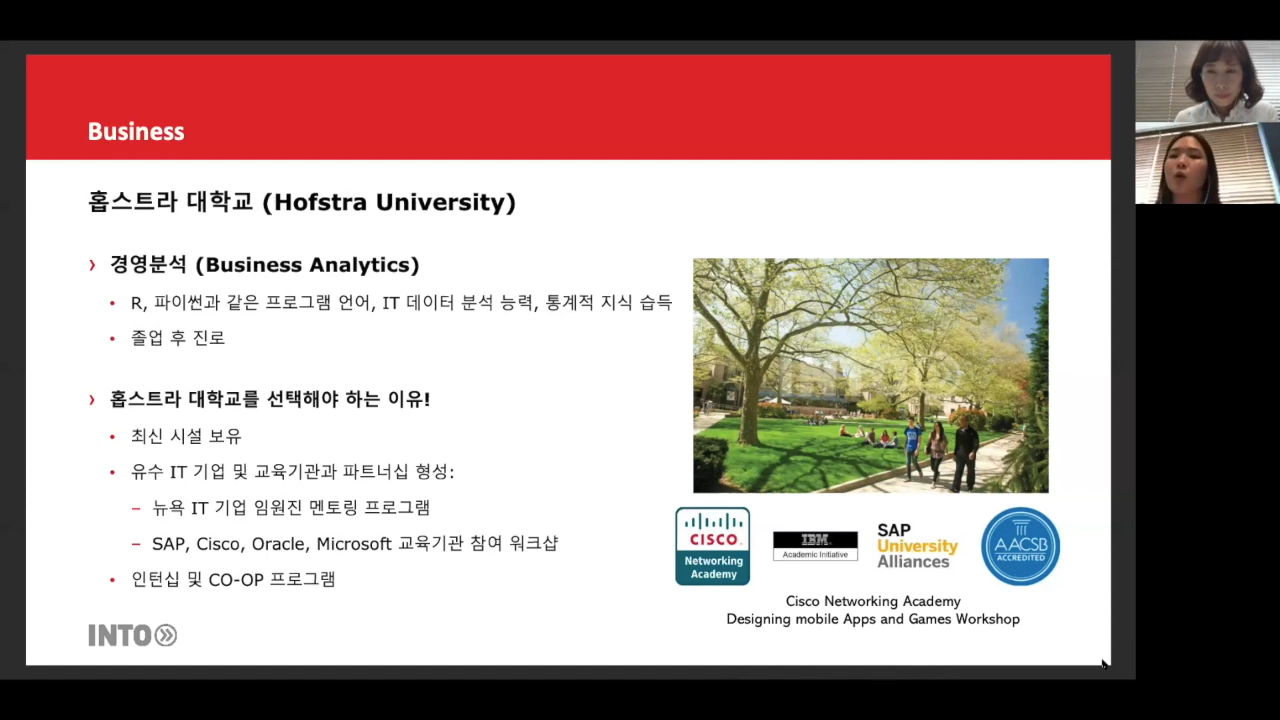 Business
홉스트라 대학교 (Hofstra University)
› 경영분석 (Business Analytics)
• R, 파이썬과 같은 프로그램 언어, IT 데이터 분석 능력, 통계적 지식 습득
• 졸업 후 진로
› 홉스트라 대학교를 선택해야 하는 이유!
• 최신 시설 보유
• 유수 IT 기업 및 교육기관과 파트너십 형성:
– 뉴욕 IT 기업 임원진 멘토링 프로그램
– SAP, Cisco, Oracle, Microsoft 교육기관 참여 워크샵
• 인턴십 및 CO-OP 프로그램
CISCO
Networking
Academy
IBM
Academic Initiative
SAP
University
Alliances
AACSB
ACCREDITED
Cisco Networking Academy
Designing mobile Apps and Games Workshop
INTO